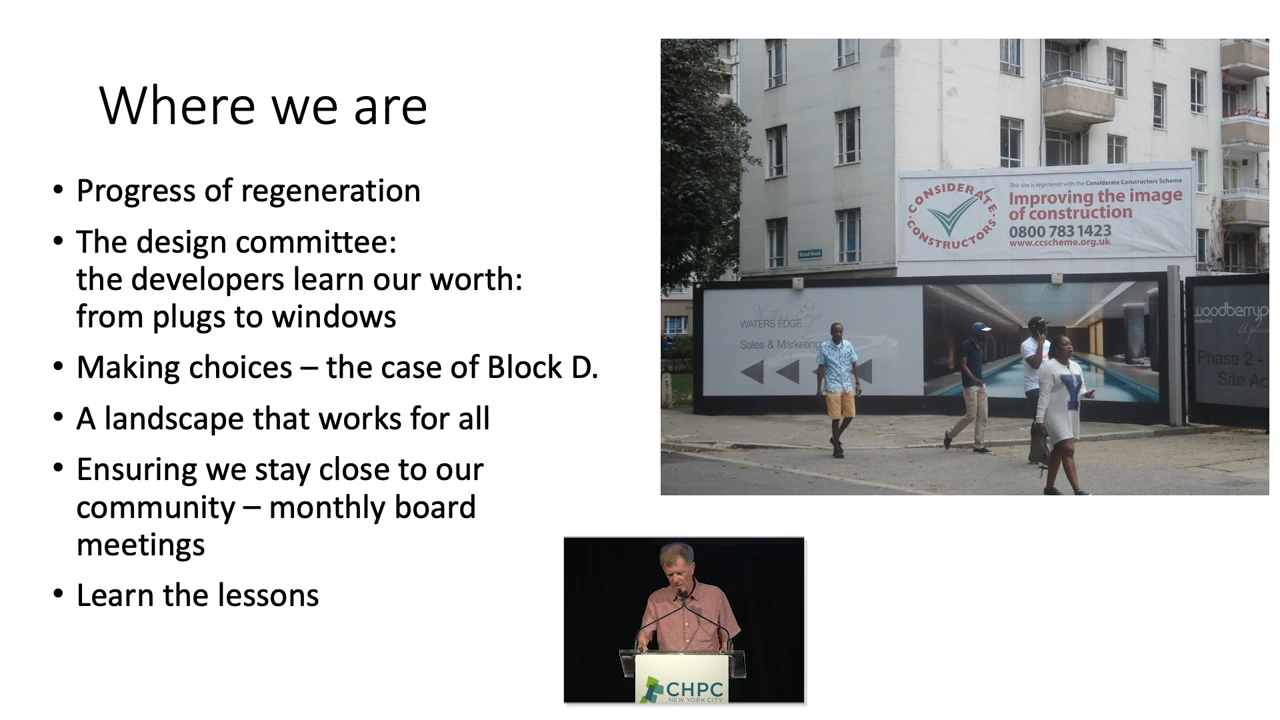 Where we are
• Progress of regeneration
• The design committee:
the developers learn our worth:
from plugs to windows
• Making choices – the case of Block D.
• A landscape that works for all
• Ensuring we stay close to our
community – monthly board
meetings
• Learn the lessons
CONSIDERATE CONSTRUCTORS
This site is registered with the Considerate Constructors Scheme
Improving the image
of construction
0800 783 1423
www.ccscheme.org.uk
Waters Edge
WATERS EDGE
Sales & Marketing
woodberryp
Phase 2 -
Site Ac
CHPC
NEW YORK CITY